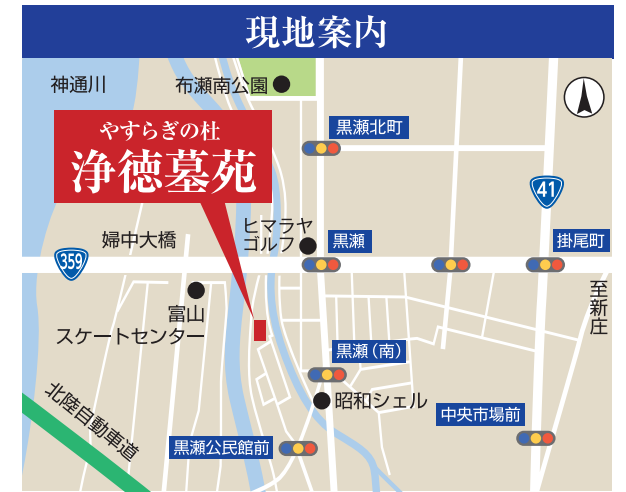 現地案内
神通川
布瀬南公園
黒瀬北町
やすらぎの杜
浄徳墓苑
41
ヒマラヤ
ゴルフ
黒瀬
掛尾町
婦中大橋
359
富山
スケートセンター
至新庄
黒瀬(南)
昭和シェル
中央市場前
北陸自動車道
黒瀬公民館前